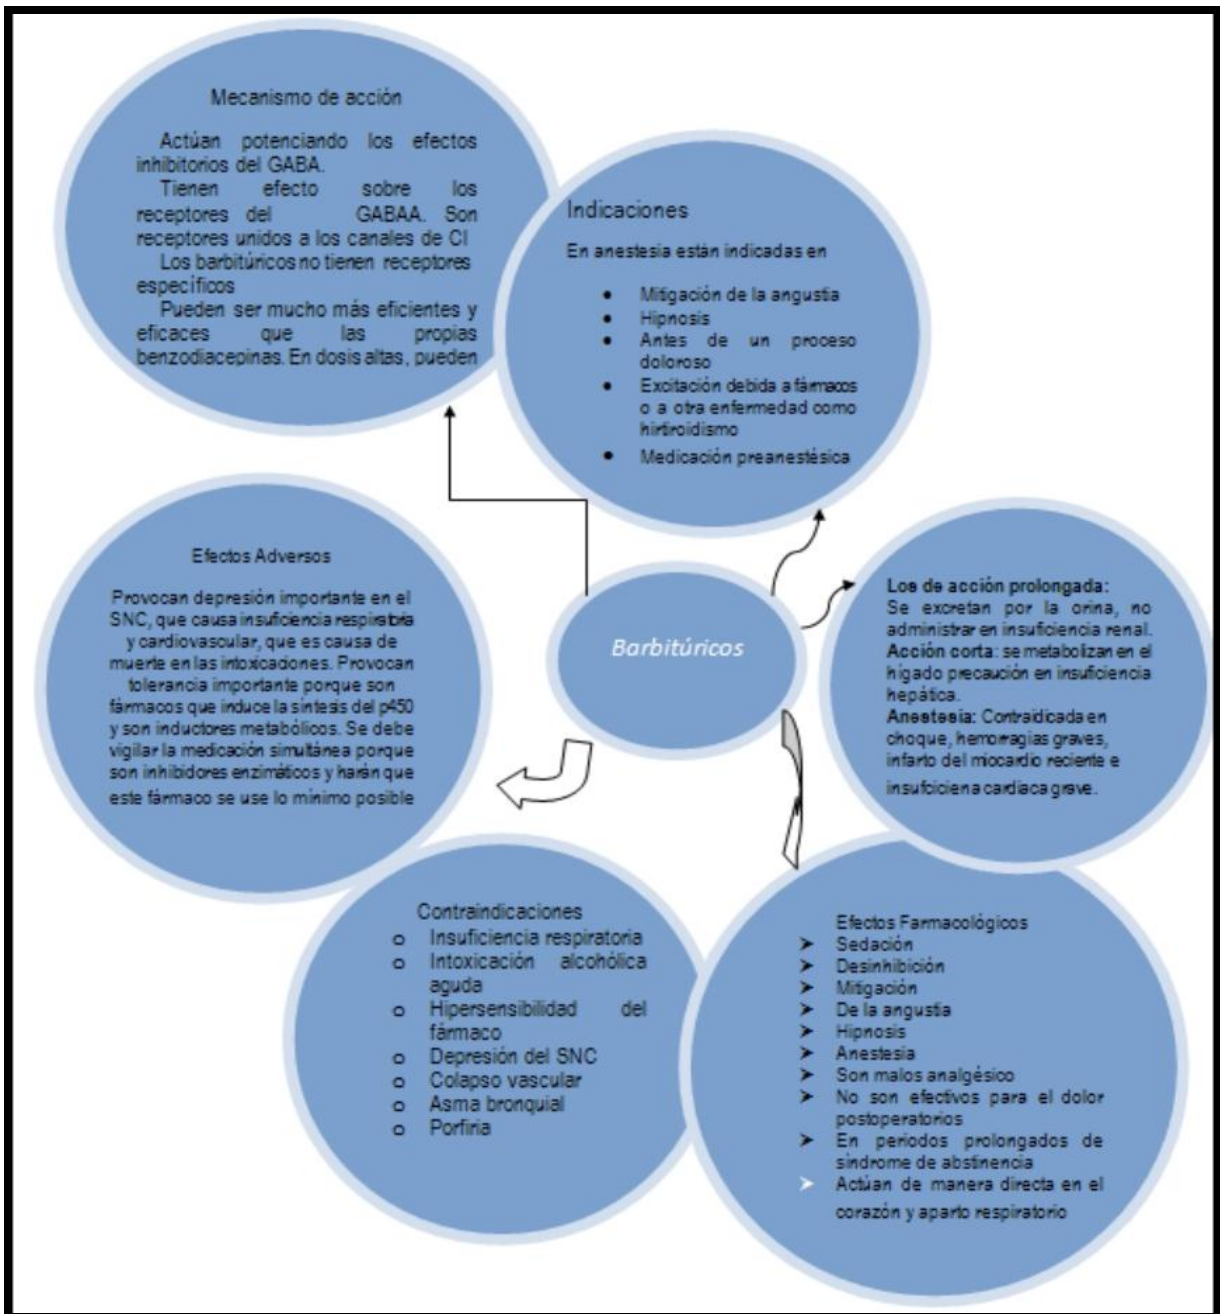 Mecanismo de acción
Actúan potenciando los efectos
inhibitorios del GABA.
Tienen efecto sobre los
receptores del GABAA. Son
receptores unidos a los canales de Cl
Los barbitúricos no tienen receptores
específicos
Pueden ser mucho más eficientes y
eficaces que las propias
benzodiacepinas. En dosis altas, pueden
Indicaciones
En anestesia están indicadas en
• Mitigación de la angustia
• Hipnosis
• Antes de un proceso
doloroso
• Excitación debida a fármacos
o a otra enfermedad como
hirtiroidismo
• Medicación preanestésica
Efectos Adversos
Provocan depresión importante en el
SNC, que causa insuficiencia respiratoria
y cardiovascular, que es causa de
muerte en las intoxicaciones. Provocan
tolerancia importante porque son
fármacos que induce la síntesis del p450
y son inductores metabólicos. Se debe
vigilar la medicación simultánea porque
son inhibidores enzimáticos y harán que
este fármaco se use lo mínimo posible
Barbitúricos
Los de acción prolongada:
Se excretan por la orina, no
administrar en insuficiencia renal.
Acción corta: se metabolizan en el
hígado precaución en insuficiencia
hepática.
Anestesia: Contraidicada en
choque, hemorragias graves,
infarto del miocardio reciente e
insufciciena cardíaca grave.
Contraindicaciones
o Insuficiencia respiratoria
o Intoxicación alcohólica
aguda
o Hipersensibilidad del
fármaco
o Depresión del SNC
o Colapso vascular
o Asma bronquial
o Porfiria
Efectos Farmacológicos
➤ Sedación
➤ Desinhibición
➤ Mitigación
➤ De la angustia
➤ Hipnosis
➤ Anestesia
➤ Son malos analgésico
➤ No son efectivos para el dolor
postoperatorios
➤ En periodos prolongados de
síndrome de abstinencia
➤ Actúan de manera directa en el
corazón y aparto respiratorio